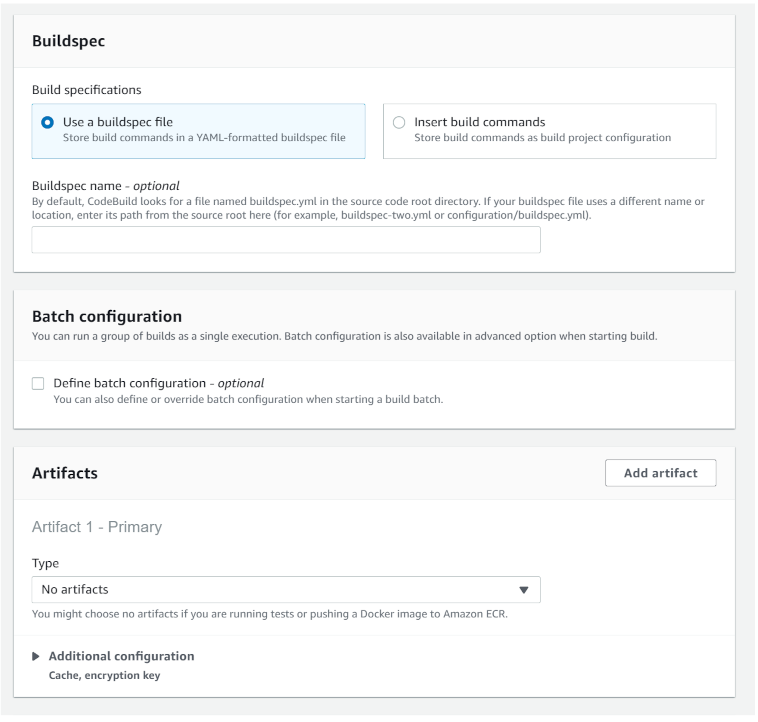 Buildspec
Build specifications
Use a buildspec file
Store build commands in a YAML-formatted buildspec file
Insert build commands
Store build commands as build project configuration
Buildspec name - optional
By default, CodeBuild looks for a file named buildspec.yml in the source code root directory. If your buildspec file uses a different name or
location, enter its path from the source root here (for example, buildspec-two.yml or configuration/buildspec.yml).
Batch configuration
You can run a group of builds as a single execution. Batch configuration is also available in advanced option when starting build.
Define batch configuration - optional
You can also define or override batch configuration when starting a build batch.
Artifacts
Add artifact
Artifact 1 - Primary
Type
No artifacts
You might choose no artifacts if you are running tests or pushing a Docker image to Amazon ECR.
Additional configuration
Cache, encryption key